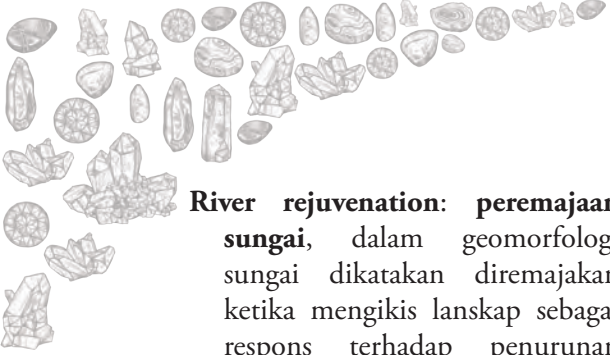 River rejuvenation: peremajaan
sungai, dalam geomorfologi
sungai dikatakan diremajakan
ketika mengikis lanskap sebagai
respons terhadap penurunan